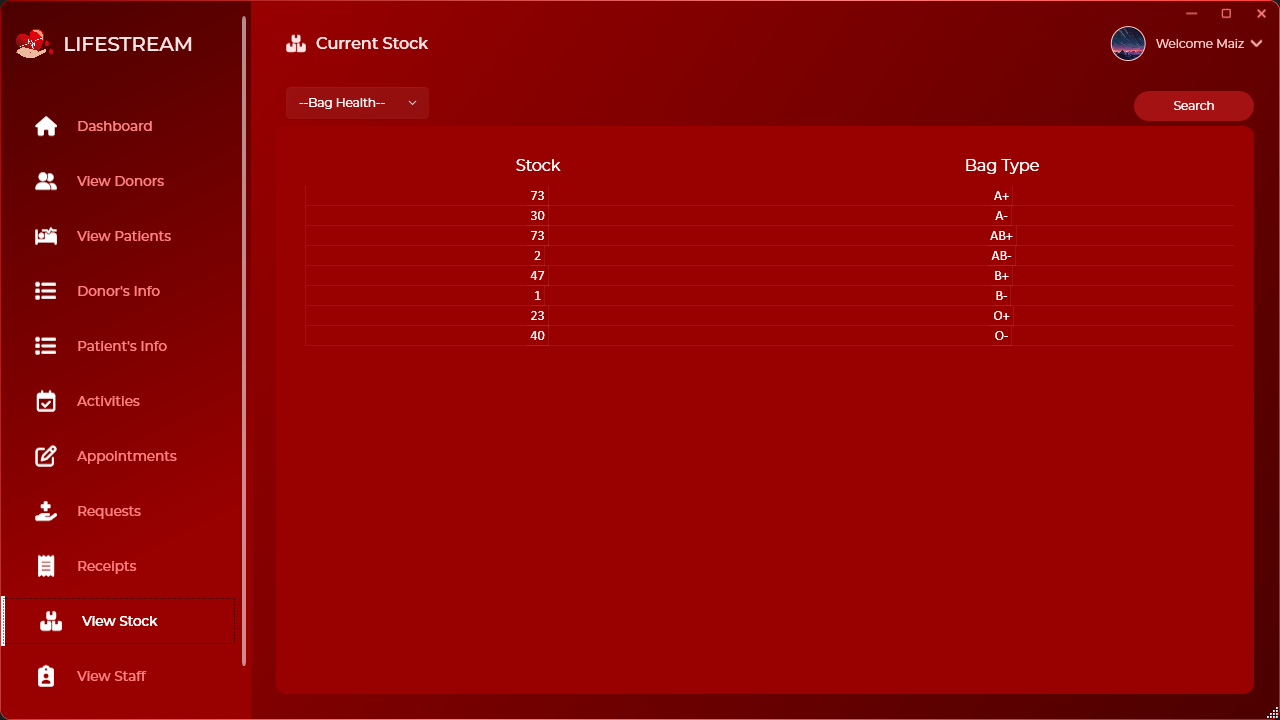 LIFESTREAM
Current Stock
Welcome Maiz
--Bag Health--
Search
Dashboard
View Donors
View Patients
Donor's Info
Patient's Info
Activities
Appointments
Requests
Receipts
View Stock
View Staff
Stock Bag Type
73 A+
30 A-
73 AB+
2 AB-
47 B+
1 B-
23 O+
40 O-